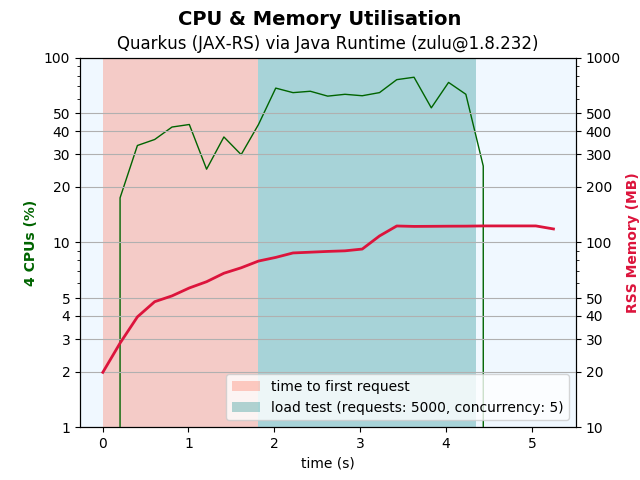 CPU & Memory Utilisation
Quarkus (JAX-RS) via Java Runtime (zulu@1.8.232)
100
50
40
30
20
10
5
4
3
2
1
4 CPUs (%)
1000
500
400
300
200
100
50
40
30
20
10
RSS Memory (MB)
time to first request
load test (requests: 5000, concurrency: 5)
0 1 2 3 4 5
time (s)